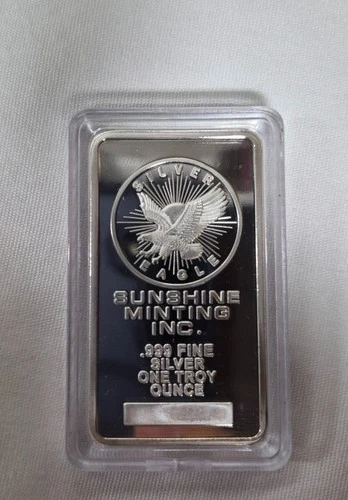 SILVER
EAGLE
SUNSHINE
MINTING
INC.
.999 FINE
SILVER
ONE TROY
OUNCE